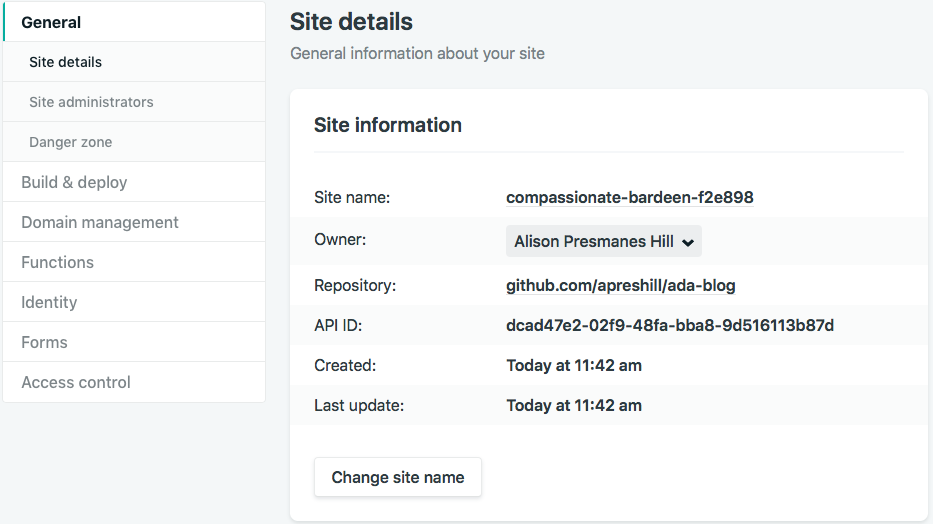 General
Site details
Site administrators
Danger zone
Build & deploy
Domain management
Functions
Identity
Forms
Access control
Site details
General information about your site
Site information
Site name: compassionate-bardeen-f2e898
Owner: Alison Presmanes Hill
Repository: github.com/apreshill/ada-blog
API ID: dcad47e2-02f9-48fa-bba8-9d516113b87d
Created: Today at 11:42 am
Last update: Today at 11:42 am
Change site name